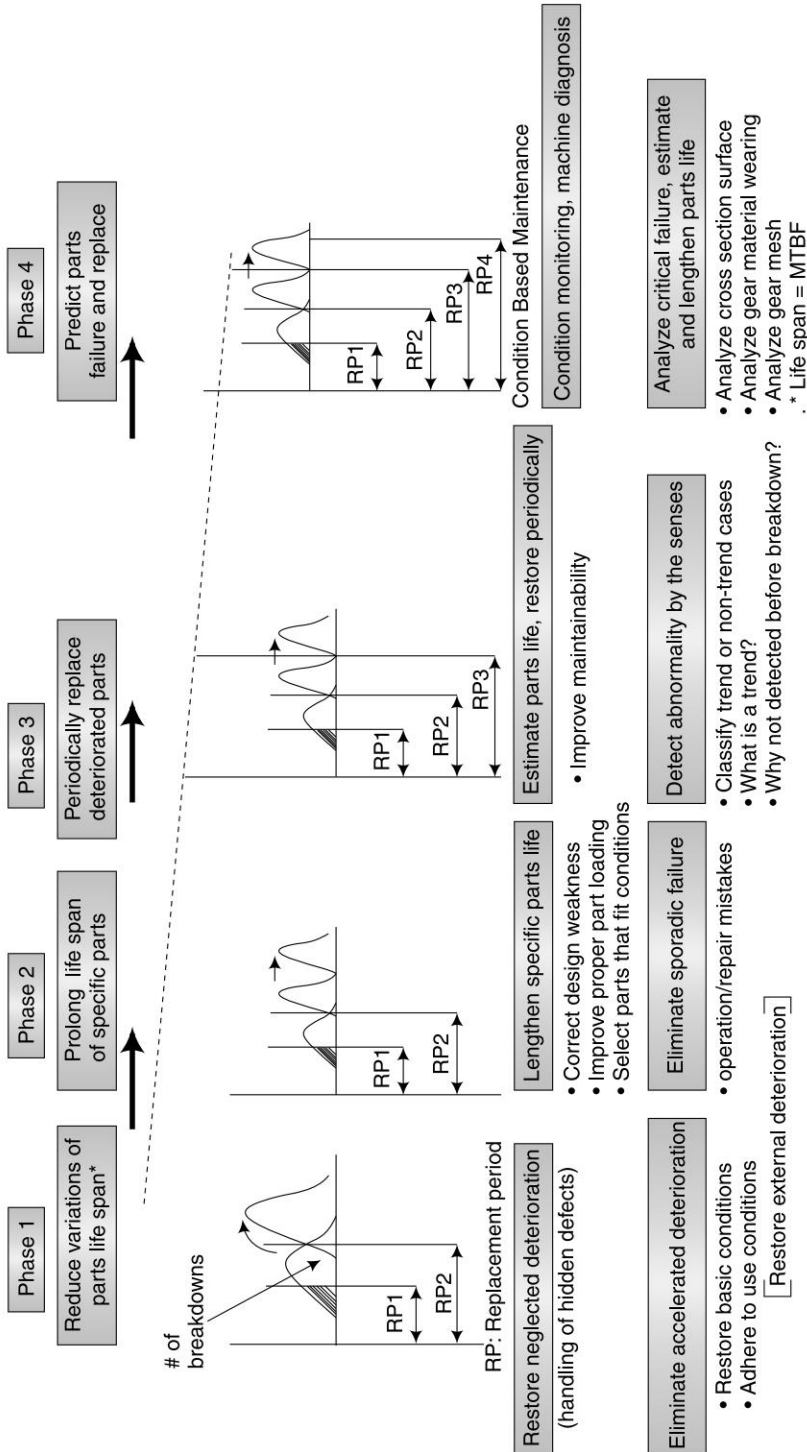 Phase 1
Reduce variations of
parts life span*
# of
breakdowns
RP1
RP2
RP: Replacement period
Restore neglected deterioration
(handling of hidden defects)
Eliminate accelerated deterioration
• Restore basic conditions
• Adhere to use conditions
Restore external deterioration
Phase 2
Prolong life span
of specific parts
RP1
RP2
Lengthen specific parts life
• Correct design weakness
• Improve proper part loading
• Select parts that fit conditions
Eliminate sporadic failure
• operation/repair mistakes
Phase 3
Periodically replace
deteriorated parts
RP1
RP2
RP3
Estimate parts life, restore periodically
• Improve maintainability
Detect abnormality by the senses
• Classify trend or non-trend cases
• What is a trend?
• Why not detected before breakdown?
Phase 4
Predict parts
failure and replace
RP1
RP2
RP3
RP4
Condition Based Maintenance
Condition monitoring, machine diagnosis
Analyze critical failure, estimate
and lengthen parts life
• Analyze cross section surface
• Analyze gear material wearing
• Analyze gear mesh
. * Life span = MTBF